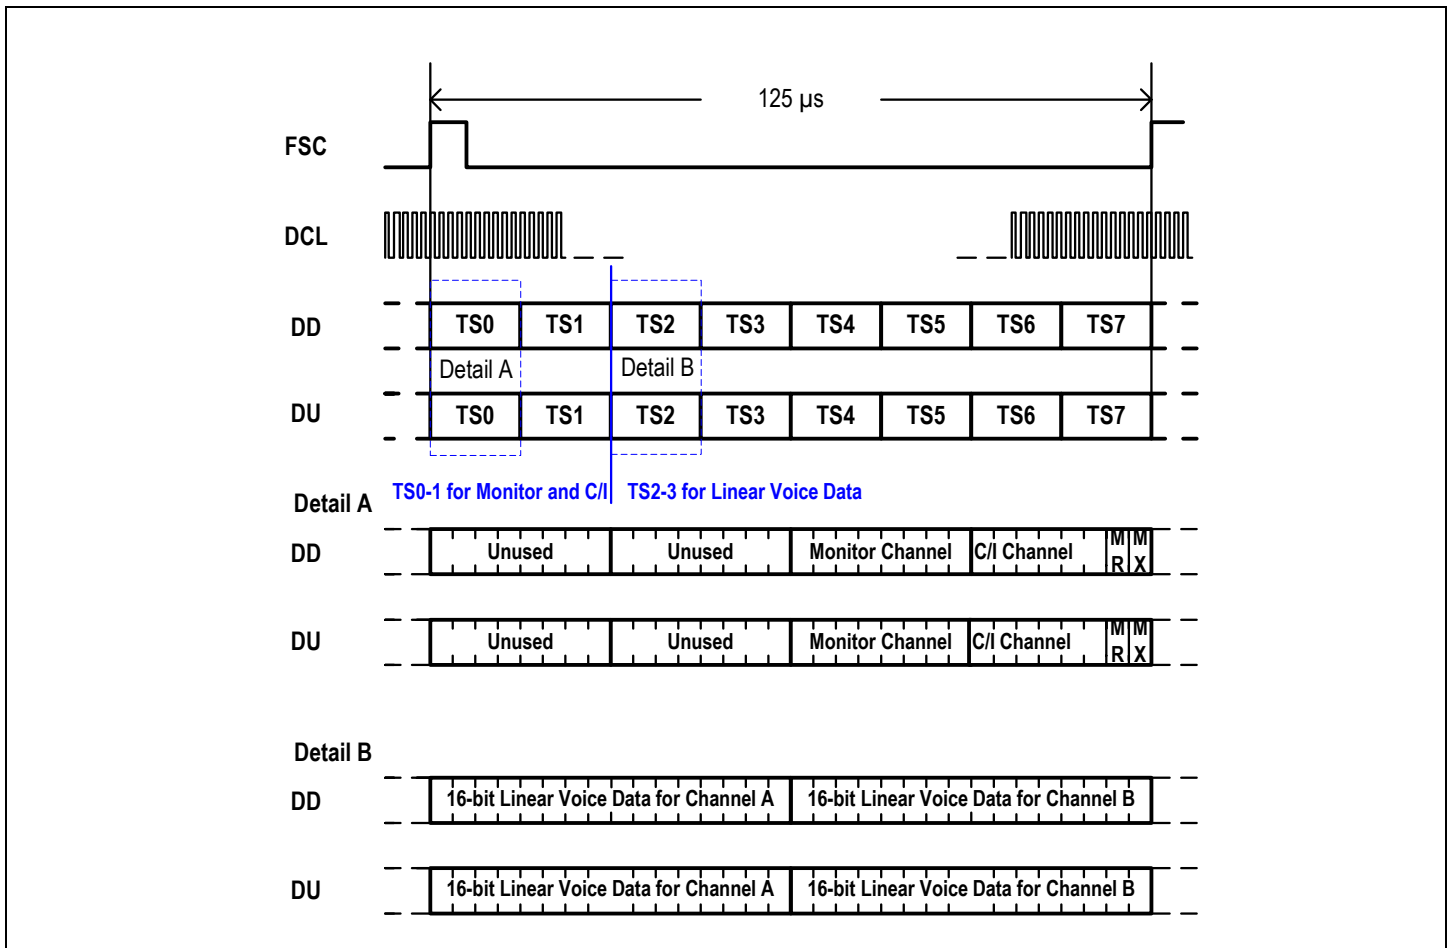 125 µs
FSC
DCL
DD TS0 TS1 TS2 TS3 TS4 TS5 TS6 TS7
Detail A Detail B
DU TS0 TS1 TS2 TS3 TS4 TS5 TS6 TS7
TS0-1 for Monitor and C/I TS2-3 for Linear Voice Data
Detail A
DD Unused Unused Monitor Channel C/I Channel MR MX
DU Unused Unused Monitor Channel C/I Channel MR MX
Detail B
DD 16-bit Linear Voice Data for Channel A 16-bit Linear Voice Data for Channel B
DU 16-bit Linear Voice Data for Channel A 16-bit Linear Voice Data for Channel B